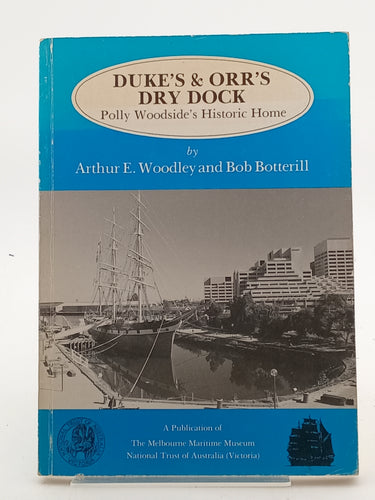 DUKE'S & ORR'S
DRY DOCK
Polly Woodside's Historic Home
by
Arthur E. Woodley and Bob Botterill
A Publication of
The Melbourne Maritime Museum
National Trust of Australia (Victoria)